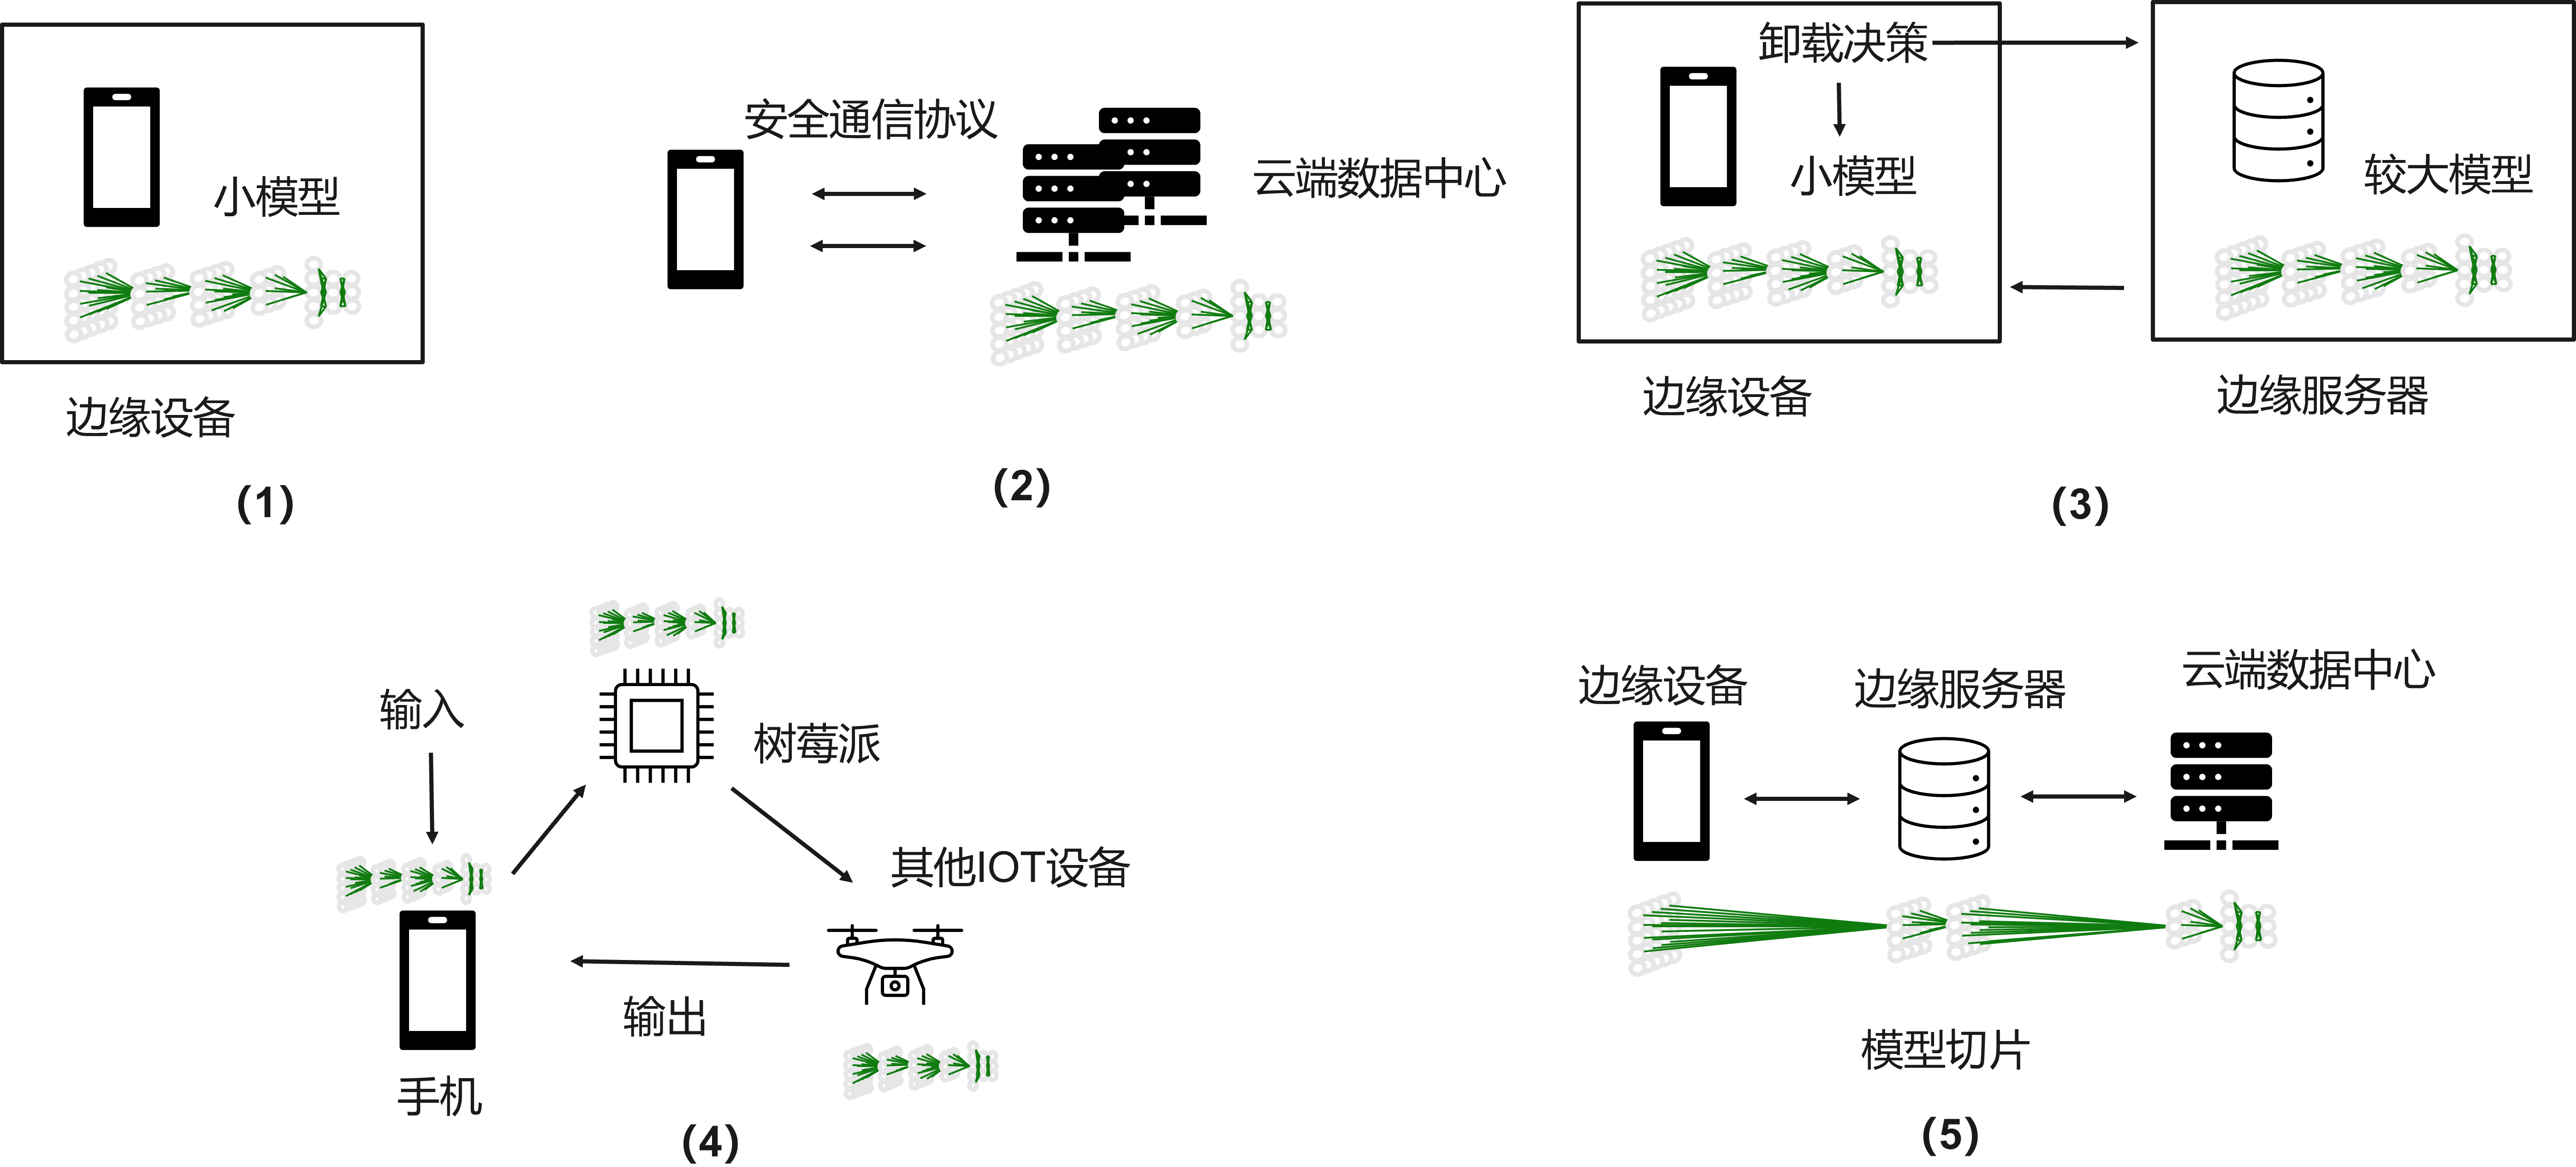 小模型
边缘设备
(1)
安全通信协议
云端数据中心
(2)
卸载决策
小模型
边缘设备
较大模型
边缘服务器
(3)
输入
树莓派
其他IOT设备
输出
手机
(4)
边缘设备
边缘服务器
云端数据中心
模型切片
(5)